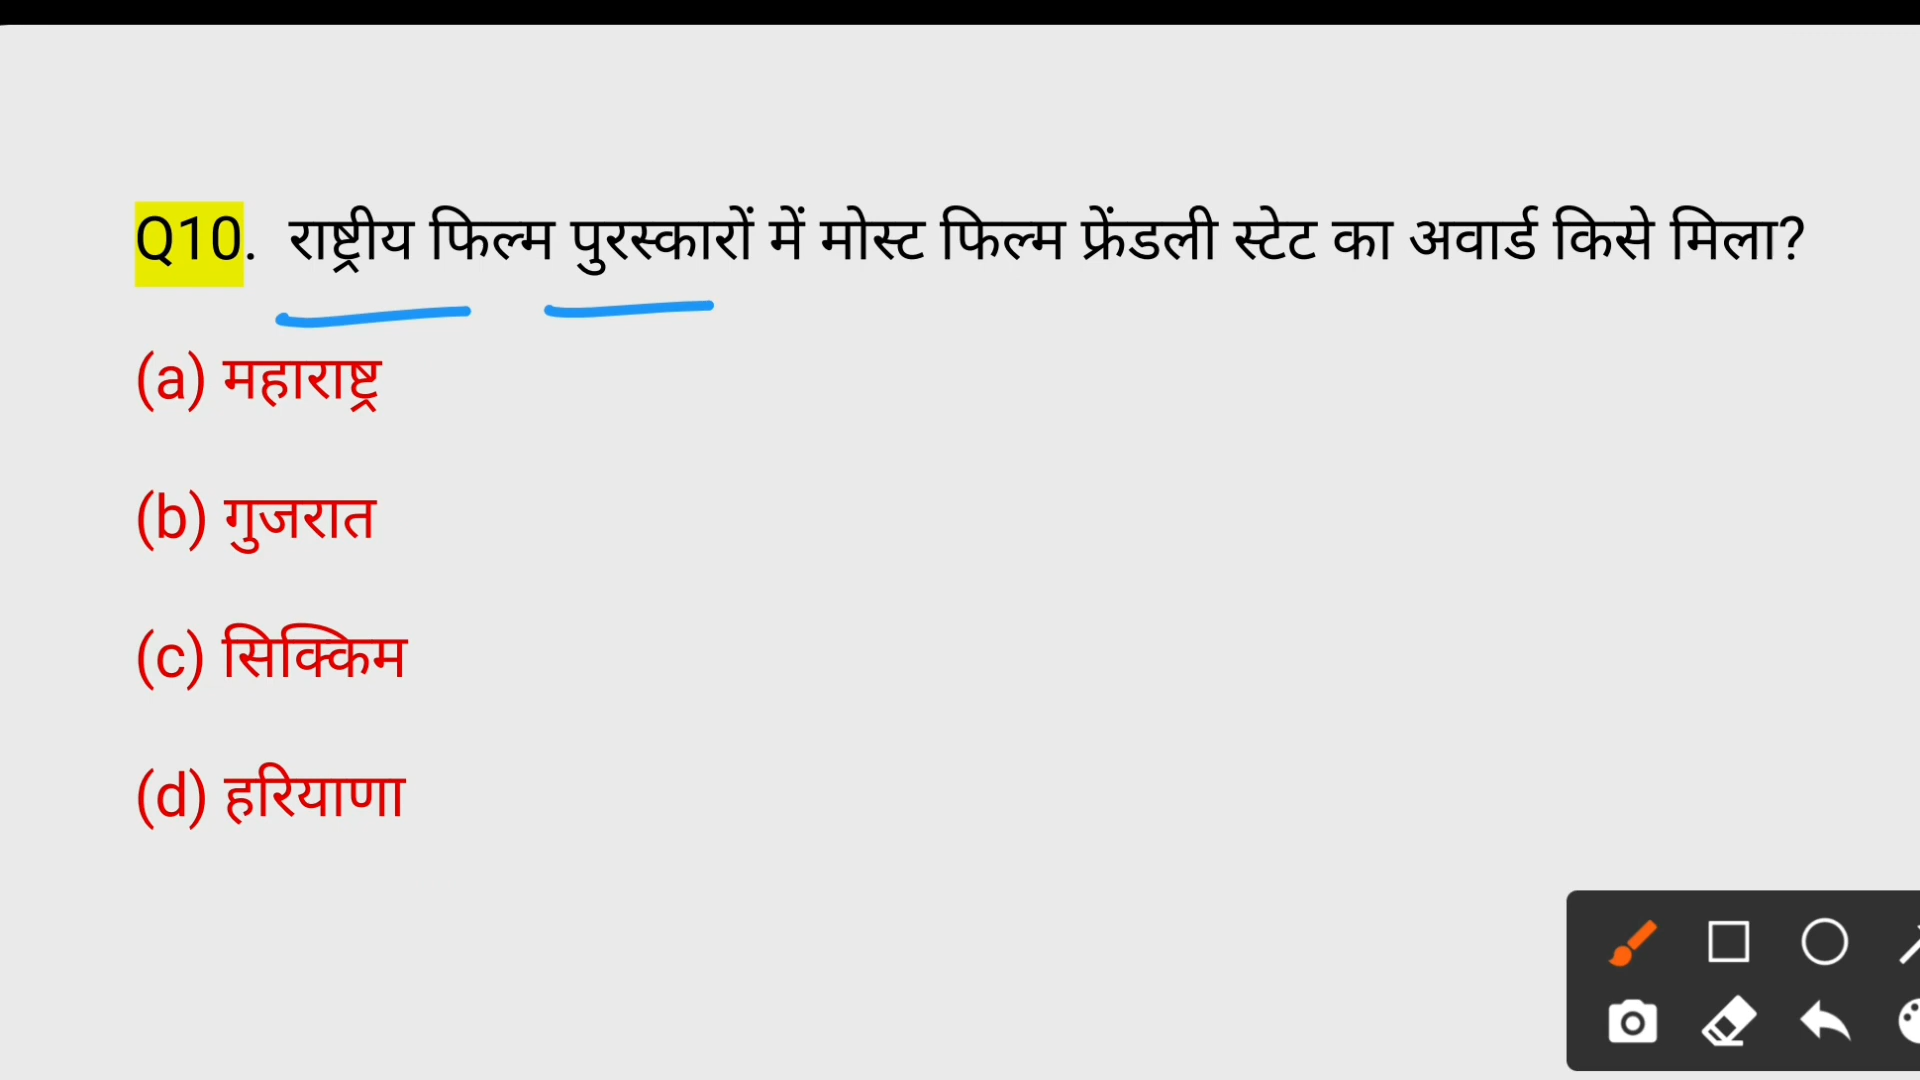 Q10. राष्ट्रीय फिल्म पुरस्कारों में मोस्ट फिल्म फ्रेंडली स्टेट का अवार्ड किसे मिला?
(a) महाराष्ट्र
(b) गुजरात
(c) सिक्किम
(d) हरियाणा